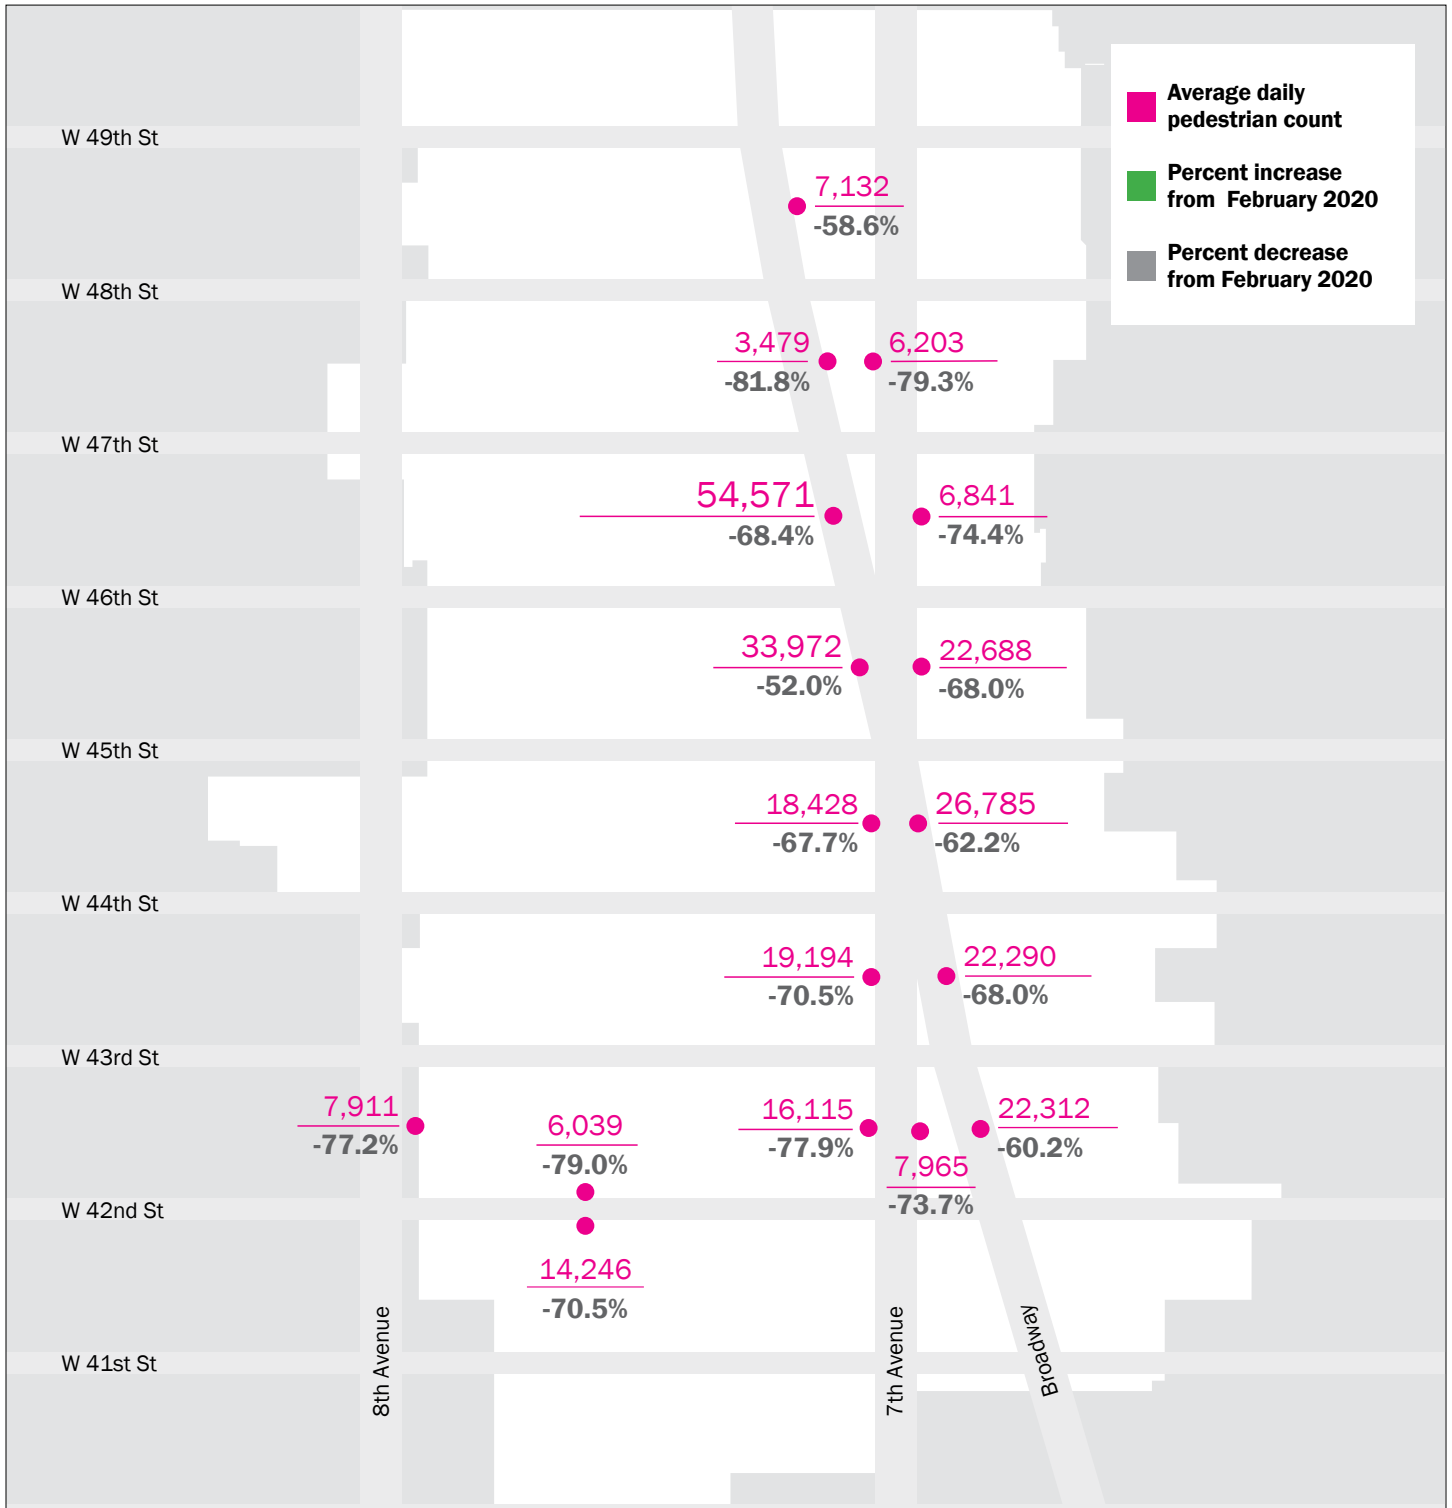 Average daily
pedestrian count
Percent increase
from February 2020
Percent decrease
from February 2020
W 49th St
7,132
-58.6%
W 48th St
3,479
-81.8%
6,203
-79.3%
W 47th St
54,571
-68.4%
6,841
-74.4%
W 46th St
33,972
-52.0%
22,688
-68.0%
W 45th St
18,428
-67.7%
26,785
-62.2%
W 44th St
19,194
-70.5%
22,290
-68.0%
W 43rd St
7,911
-77.2%
6,039
-79.0%
16,115
-77.9%
7,965
-73.7%
22,312
-60.2%
W 42nd St
14,246
-70.5%
W 41st St
8th Avenue
7th Avenue
Broadway